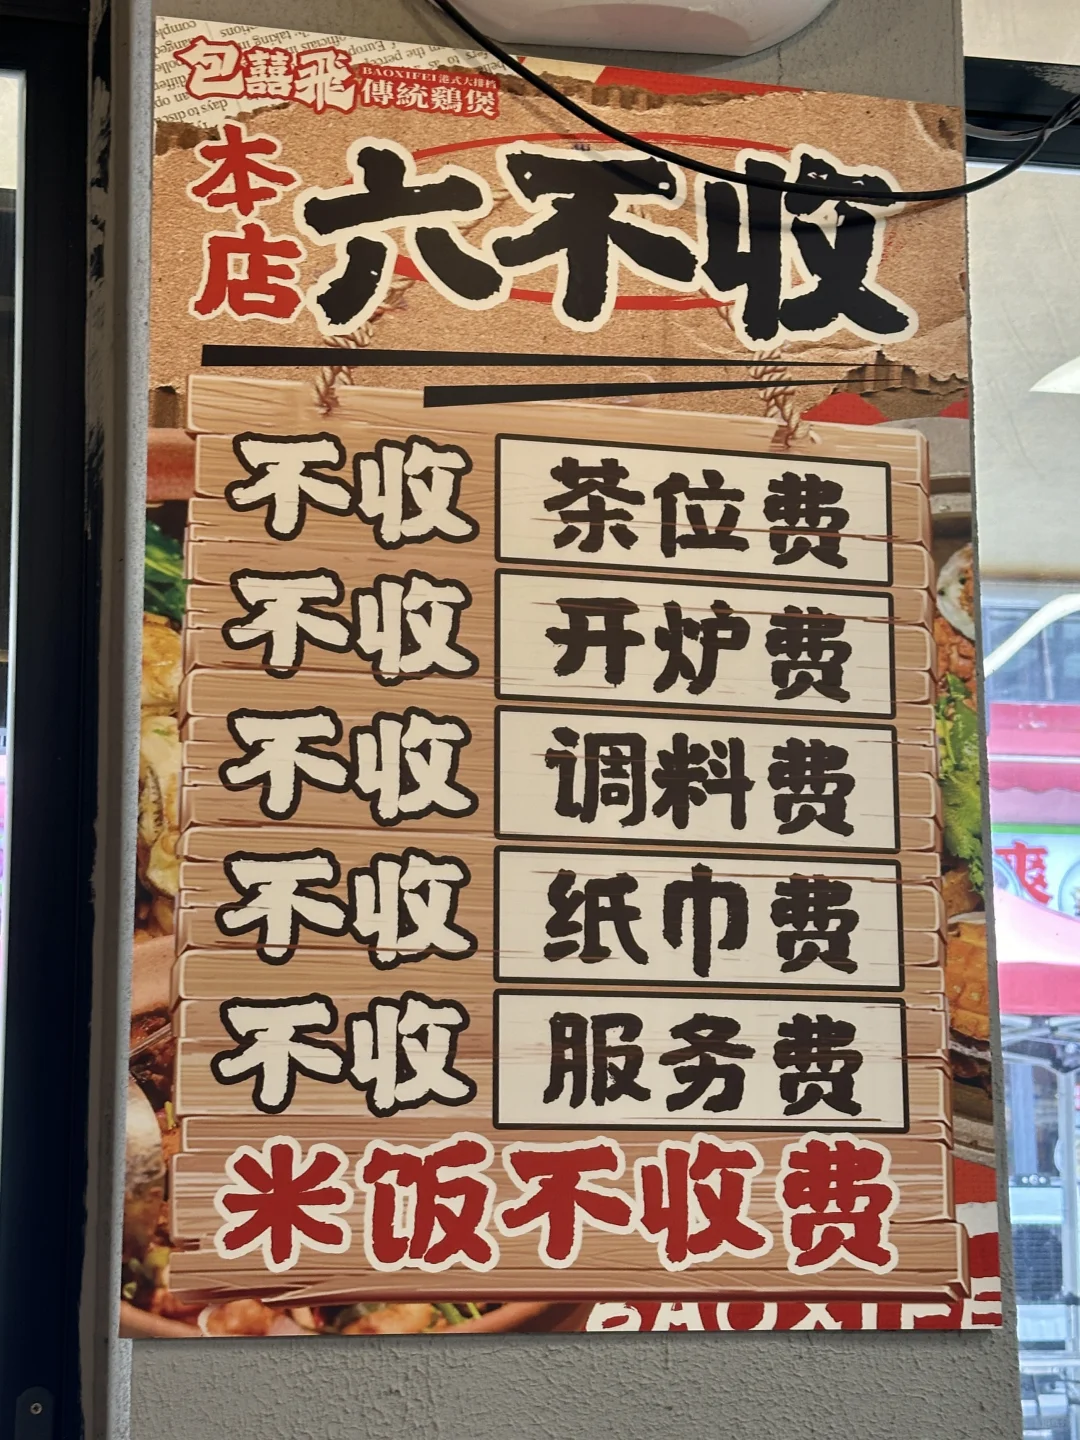 包囍飛
BAOXIFEI 港式大排档
傳統鷄煲
本店
六不收
不收 茶位费
不收 开炉费
不收 调料费
不收 纸巾费
不收 服务费
米饭不收费
BAOXIFE
爽